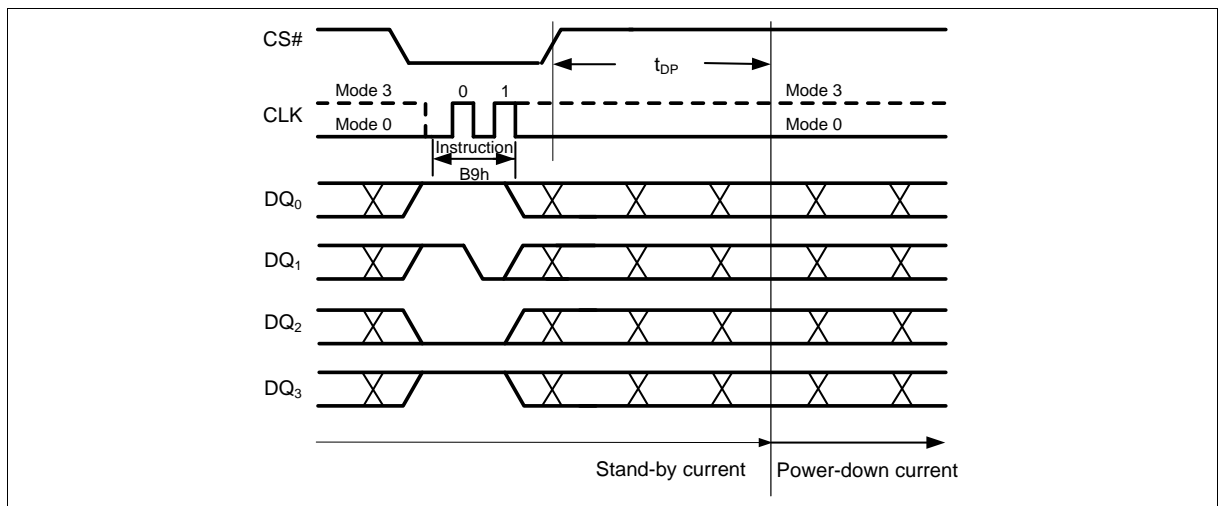 CS#
tDP
Mode 3 0 1 Mode 3
CLK
Mode 0 Mode 0
Instruction
B9h
DQ0
DQ1
DQ2
DQ3
Stand-by current Power-down current